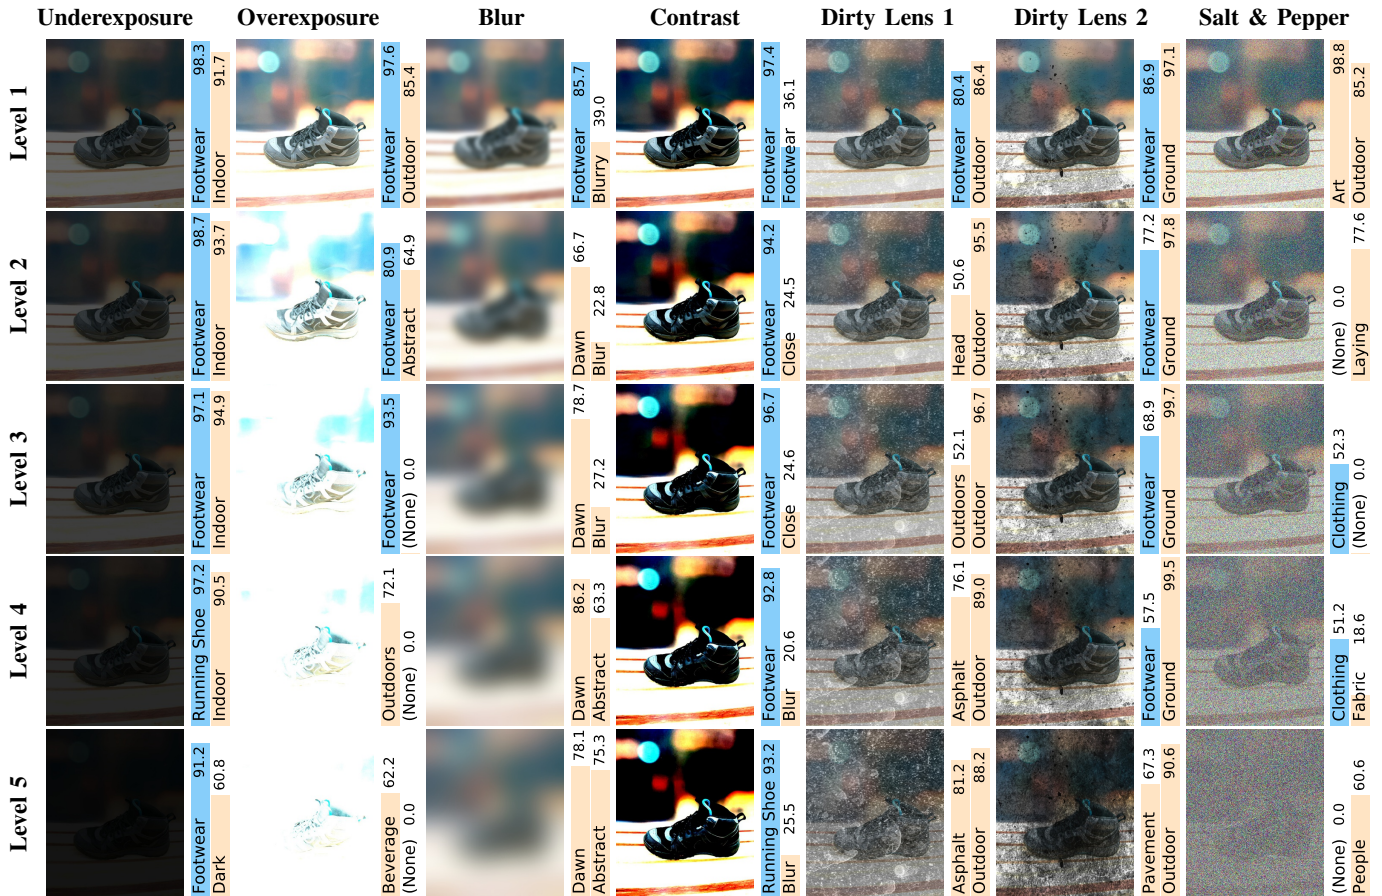 Underexposure Overexposure Blur Contrast Dirty Lens 1 Dirty Lens 2 Salt & Pepper
Level 1
Footwear 98.3
Indoor 91.7
Footwear 97.6
Outdoor 85.4
Footwear 85.7
Blurry 39.0
Footwear 97.4
Footwear 36.1
Footwear 80.4
Outdoor 86.4
Footwear 86.9
Ground 97.1
Art 98.8
Outdoor 85.2
Level 2
Footwear 98.7
Indoor 93.7
Footwear 80.9
Abstract 64.9
Dawn 66.7
Blur 22.8
Footwear 94.2
Close 24.5
Head 50.6
Outdoor 95.5
Footwear 77.2
Ground 97.8
(None) 0.0
Laying 77.6
Level 3
Footwear 97.1
Indoor 94.9
Footwear 93.5
(None) 0.0
Dawn 78.7
Blur 27.2
Footwear 96.7
Close 24.6
Outdoors 52.1
Outdoor 96.7
Footwear 68.9
Ground 99.7
Clothing 52.3
(None) 0.0
Level 4
Running Shoe 97.2
Indoor 90.5
Outdoors 72.1
(None) 0.0
Dawn 86.2
Abstract 63.3
Footwear 92.8
Blur 20.6
Asphalt 76.1
Outdoor 89.0
Footwear 57.5
Ground 99.5
Clothing 51.2
Fabric 18.6
Level 5
Footwear 91.2
Dark 60.8
Beverage 62.2
(None) 0.0
Dawn 78.1
Abstract 75.3
Running Shoe 93.2
Blur 25.5
Asphalt 81.2
Outdoor 88.2
Pavement 67.3
Outdoor 90.6
(None) 0.0
People 60.6